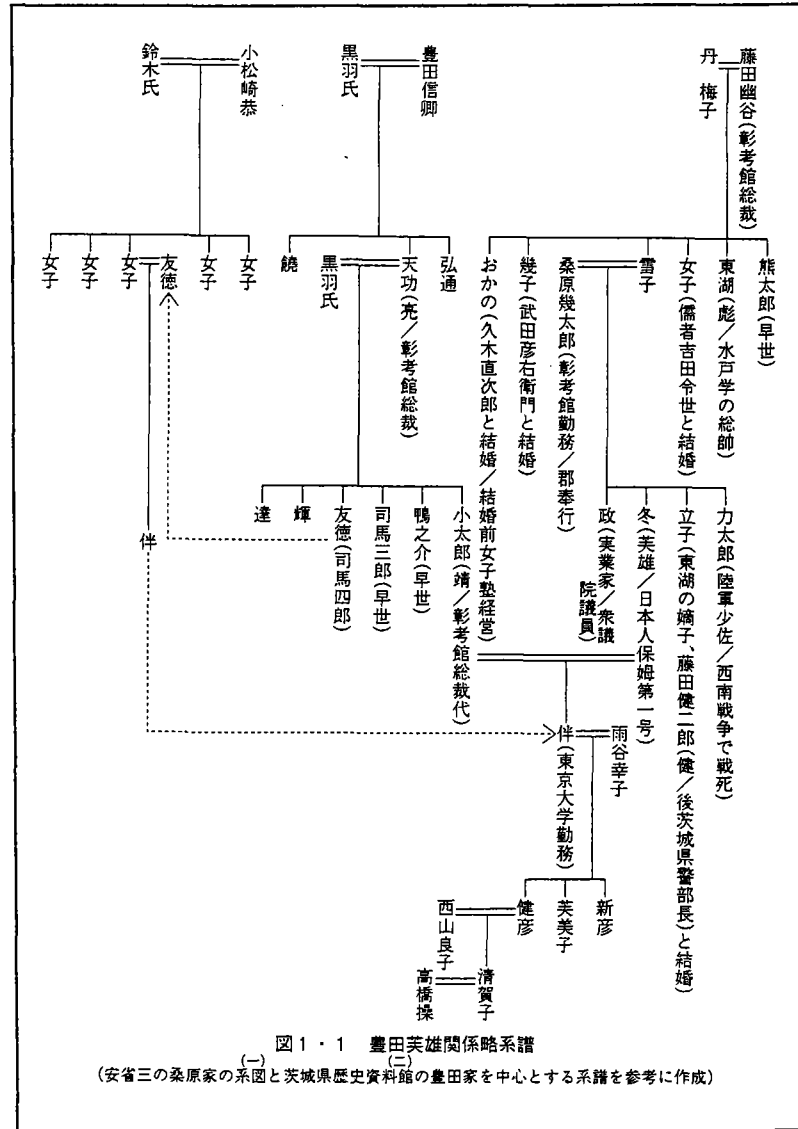 藤田幽谷(彰考館総裁)
丹　梅子
豊田信卿
黒羽氏
小松崎恭
鈴木氏
熊太郎(早世)
東湖(彪／水戸学の総帥)
女子(儒者吉田令世と結婚)
雪子
桑原幾太郎(彰考館勤務／郡奉行)
幾子(武田彦右衛門と結婚)
おかの(久木直次郎と結婚／結婚前女子塾経営)
弘通
天功(亮／彰考館総裁)
黒羽氏
饒
女子
女子
友徳
女子
女子
女子
力太郎(陸軍少佐／西南戦争で戦死)
立子(東湖の嫡子、藤田健二郎(健／後茨城県警部長)と結婚)
冬(芙雄／日本人保姆第一号)
政(実業家／衆議
院議員)
小太郎(靖／彰考館総裁代)
鴨之介(早世)
司馬三郎(早世)
友徳(司馬四郎)
輝
達
伴
雨谷幸子
伴(東京大学勤務)
新彦
芙美子
健彦
西山良子
清賀子
高橋操
図1・1　豊田芙雄関係略系譜
(一)　(二)
(安省三の桑原家の系図と茨城県歴史資料館の豊田家を中心とする系譜を参考に作成)